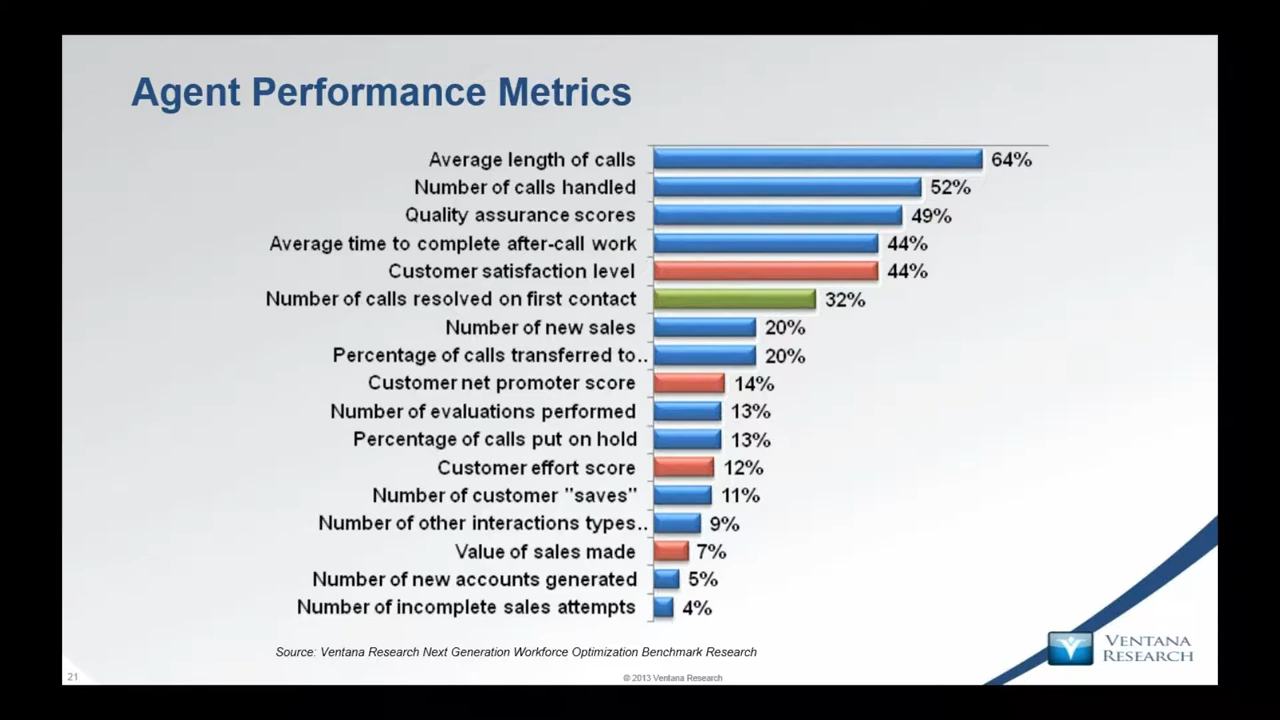 Agent Performance Metrics
Average length of calls 64%
Number of calls handled 52%
Quality assurance scores 49%
Average time to complete after-call work 44%
Customer satisfaction level 44%
Number of calls resolved on first contact 32%
Number of new sales 20%
Percentage of calls transferred to.. 20%
Customer net promoter score 14%
Number of evaluations performed 13%
Percentage of calls put on hold 13%
Customer effort score 12%
Number of customer "saves" 11%
Number of other interactions types.. 9%
Value of sales made 7%
Number of new accounts generated 5%
Number of incomplete sales attempts 4%
Source: Ventana Research Next Generation Workforce Optimization Benchmark Research
VENTANA
RESEARCH
21
© 2013 Ventana Research